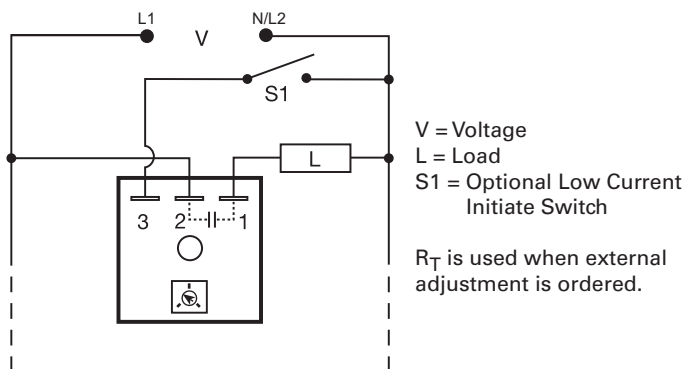 L1
V
N/L2
S1
L
3
2
1
V = Voltage
L = Load
S1 = Optional Low Current
Initiate Switch
R_T is used when external
adjustment is ordered.